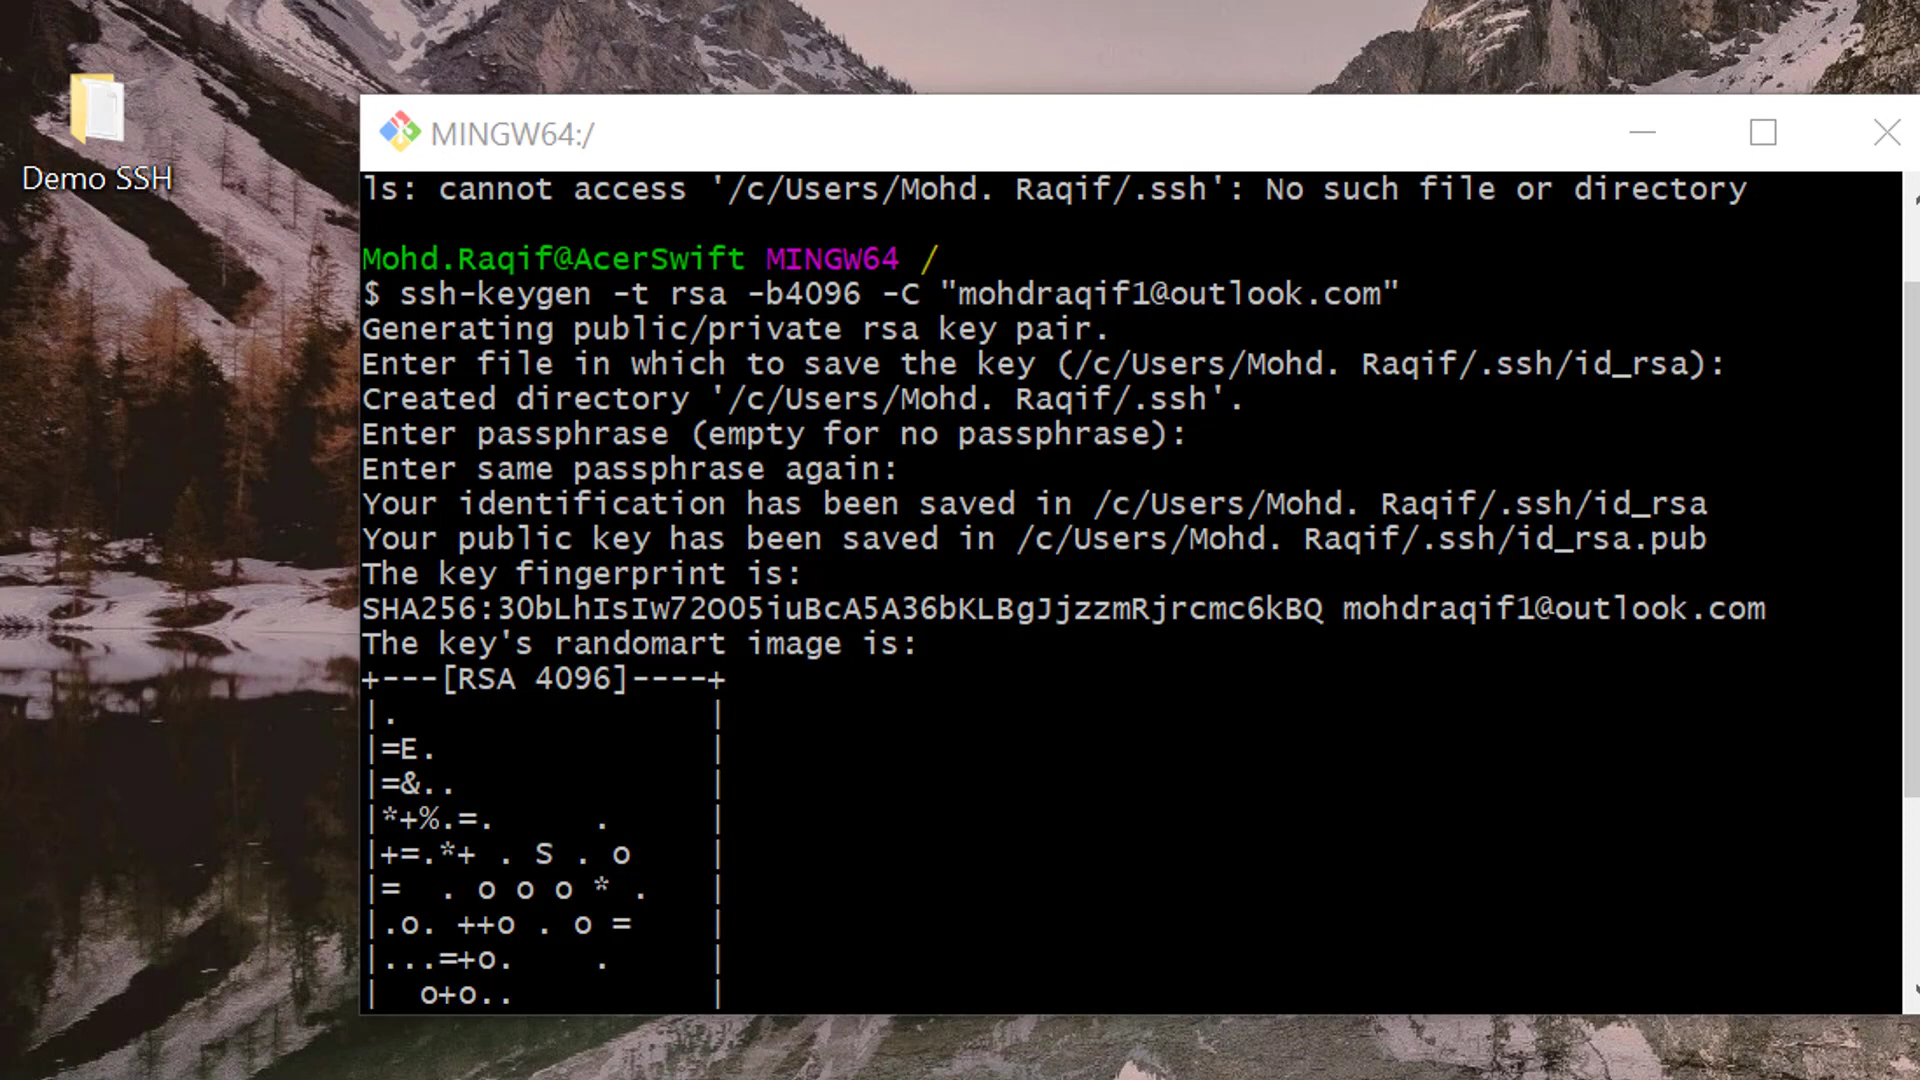 Demo SSH
MINGW64:/
ls: cannot access '/c/Users/Mohd. Raqif/.ssh': No such file or directory
Mohd.Raqif@AcerSwift MINGW64 /
$ ssh-keygen -t rsa -b4096 -C "mohdraqif1@outlook.com"
Generating public/private rsa key pair.
Enter file in which to save the key (/c/Users/Mohd. Raqif/.ssh/id_rsa):
Created directory '/c/Users/Mohd. Raqif/.ssh'.
Enter passphrase (empty for no passphrase):
Enter same passphrase again:
Your identification has been saved in /c/Users/Mohd. Raqif/.ssh/id_rsa
Your public key has been saved in /c/Users/Mohd. Raqif/.ssh/id_rsa.pub
The key fingerprint is:
SHA256:3ObLhIsIw72OO5iuBcA5A36bKLBgJjzzmRjrcmc6kBQ mohdraqif1@outlook.com
The key's randomart image is:
+---[RSA 4096]----+
|.                |
|=E.              |
|=&..             |
|*+%.=.     .     |
|+=.*+ . S . o    |
|=  . o o o * .   |
|.o. ++o . o =    |
|...=+o.    .     |
|  o+o..          |